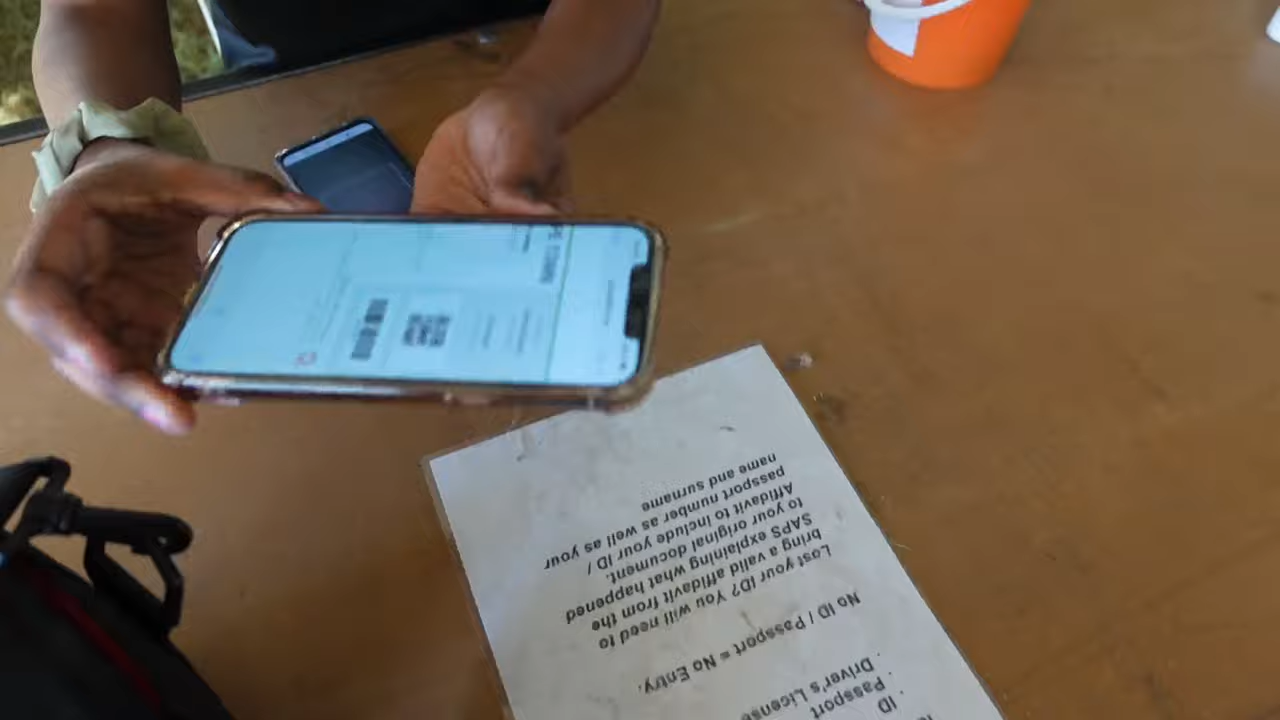 · ID
· Passport
· Driver's License
No ID / Passport = No Entry.
Lost your ID? You will need to
bring a valid affidavit from the
SAPS explaining what happened
to your original document.
Affidavit to include your ID /
passport number as well as your
name and surname